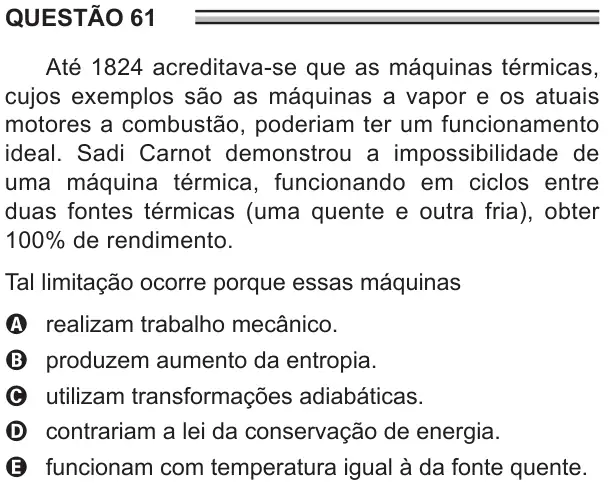 QUESTÃO 61
Até 1824 acreditava-se que as máquinas térmicas,
cujos exemplos são as máquinas a vapor e os atuais
motores a combustão, poderiam ter um funcionamento
ideal. Sadi Carnot demonstrou a impossibilidade de
uma máquina térmica, funcionando em ciclos entre
duas fontes térmicas (uma quente e outra fria), obter
100% de rendimento.
Tal limitação ocorre porque essas máquinas
A realizam trabalho mecânico.
B produzem aumento da entropia.
C utilizam transformações adiabáticas.
D contrariam a lei da conservação de energia.
E funcionam com temperatura igual à da fonte quente.